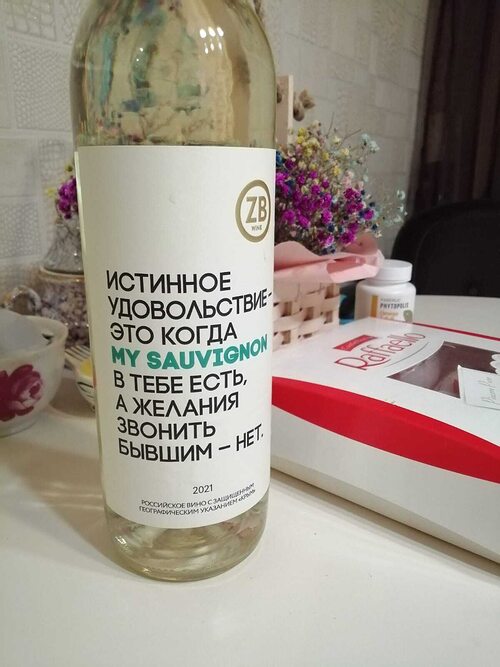 ZB
WINE
ИСТИННОЕ
УДОВОЛЬСТВИЕ-
ЭТО КОГДА
MY SAUVIGNON
В ТЕБЕ ЕСТЬ,
А ЖЕЛАНИЯ
ЗВОНИТЬ
БЫВШИМ – НЕТ.
2021
РОССИЙСКОЕ ВИНО С ЗАЩИЩЕННЫМ
ГЕОГРАФИЧЕСКИМ УКАЗАНИЕМ «КРЫМ»
PHYTOPOLIS
Raffaello